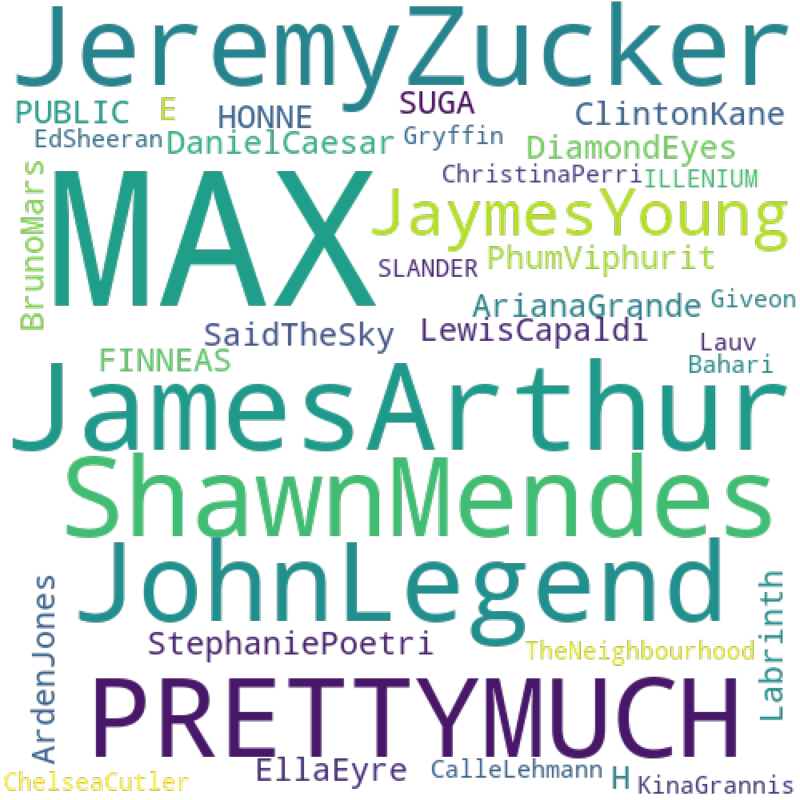 JeremyZucker
PUBLIC
E
HONNE
SUGA
ClintonKane
EdSheeran
DanielCaesar
Gryffin
DiamondEyes
ChristinaPerri
ILLENIUM
BrunoMars
MAX
JaymesYoung
SLANDER
PhumViphurit
ArianaGrande
Giveon
SaidTheSky
LewisCapaldi
Lauv
FINNEAS
Bahari
JamesArthur
ShawnMendes
JohnLegend
ArdenJones
StephaniePoetri
TheNeighbourhood
Labrinth
PRETTYMUCH
ChelseaCutler
EllaEyre
CalleLehmann
H
KinaGrannis